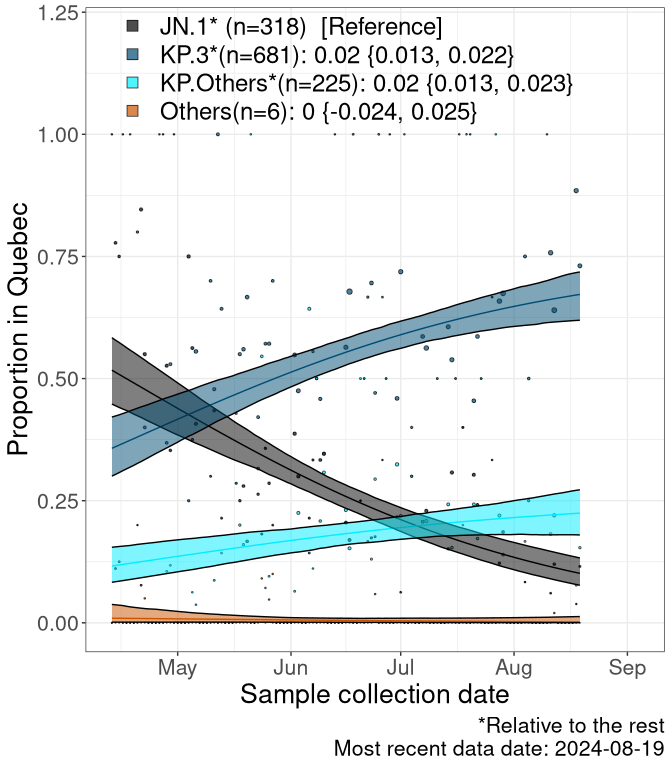 1.25
JN.1* (n=318)  [Reference]
KP.3*(n=681): 0.02 {0.013, 0.022}
KP.Others*(n=225): 0.02 {0.013, 0.023}
Others(n=6): 0 {-0.024, 0.025}
1.00
0.75
0.50
0.25
0.00
Proportion in Quebec
May Jun Jul Aug Sep
Sample collection date
*Relative to the rest
Most recent data date: 2024-08-19